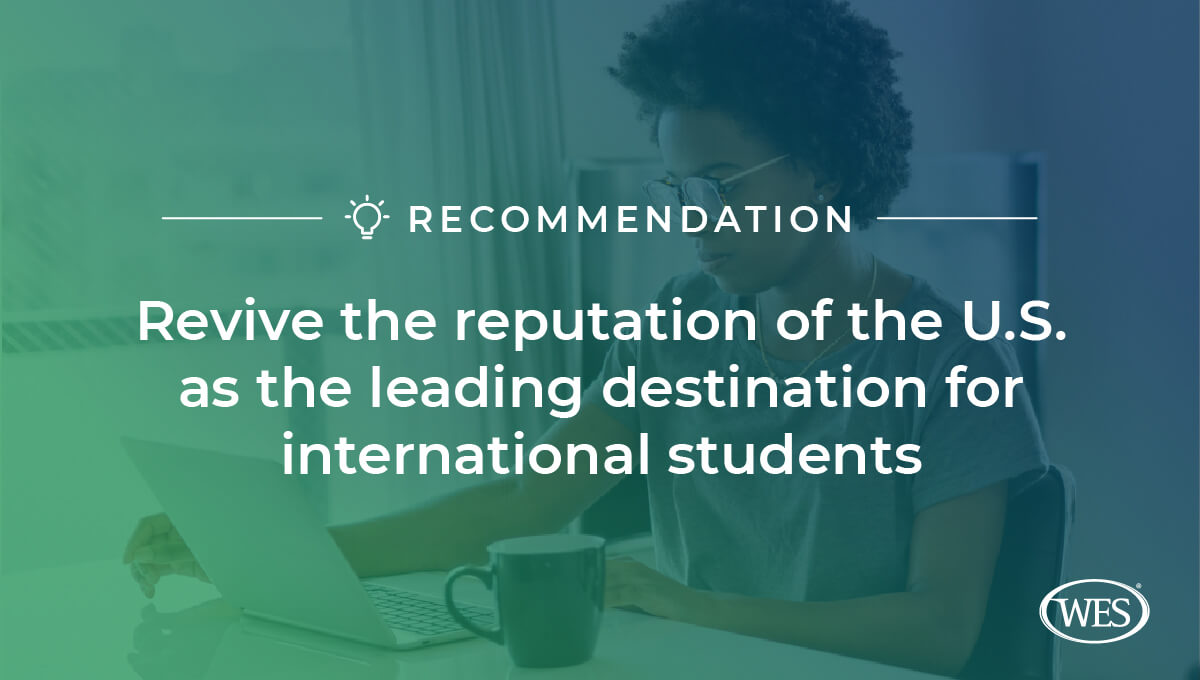 RECOMMENDATION
Revive the reputation of the U.S.
as the leading destination for
international students
WES®